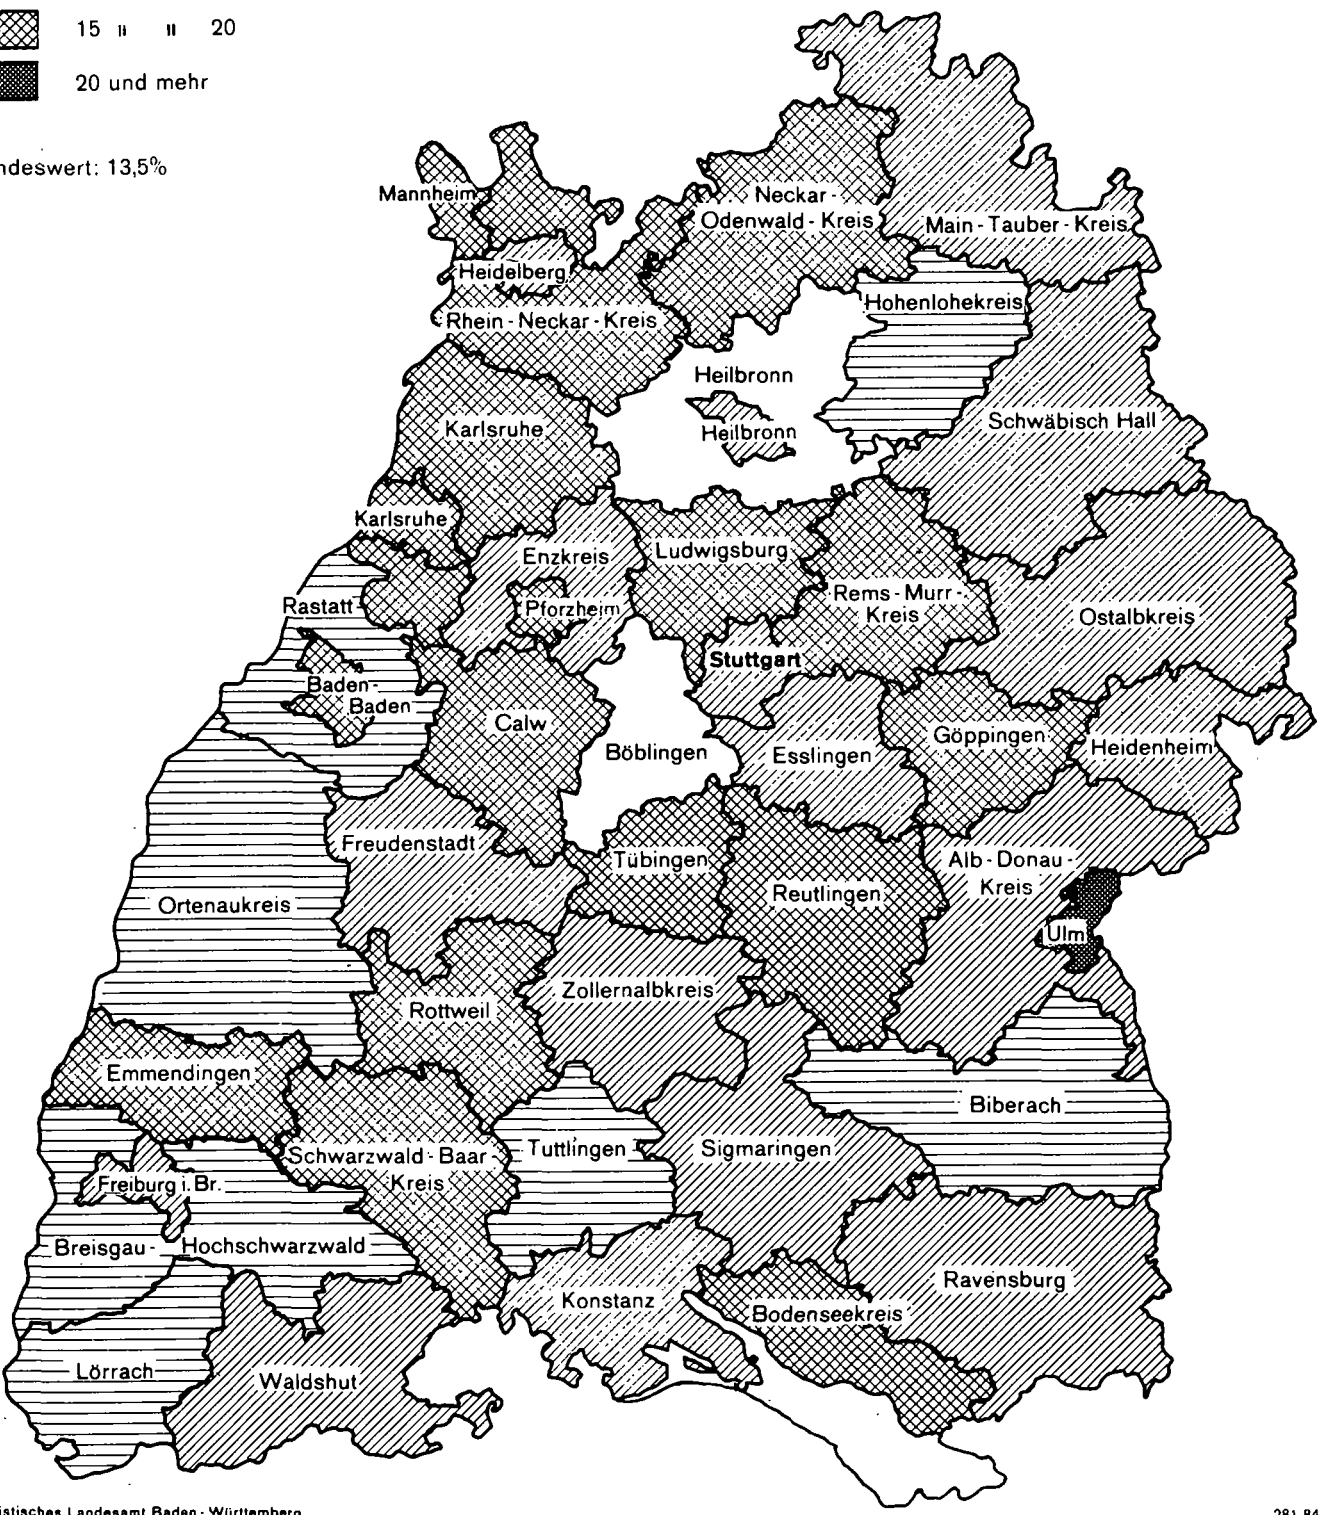 15 " " 20
20 und mehr
ndeswert: 13,5%
Mannheim
Neckar-
Odenwald-Kreis
Main-Tauber-Kreis
Heidelberg
Hohenlohekreis
Rhein-Neckar-Kreis
Heilbronn
Heilbronn
Schwäbisch Hall
Karlsruhe
Karlsruhe
Enzkreis
Ludwigsburg
Rems-Murr-
Kreis
Rastatt
Pforzheim
Ostalbkreis
Stuttgart
Baden-
Baden
Calw
Böblingen
Esslingen
Göppingen
Heidenheim
Freudenstadt
Tübingen
Reutlingen
Alb-Donau-
Kreis
Ortenaukreis
Ulm
Rottweil
Zollernalbkreis
Emmendingen
Biberach
Schwarzwald-Baar
Kreis
Tuttlingen
Sigmaringen
Freiburg i. Br.
Breisgau-Hochschwarzwald
Konstanz
Ravensburg
Bodenseekreis
Lörrach
Waldshut
istisches Landesamt Baden-Württemberg
281 84